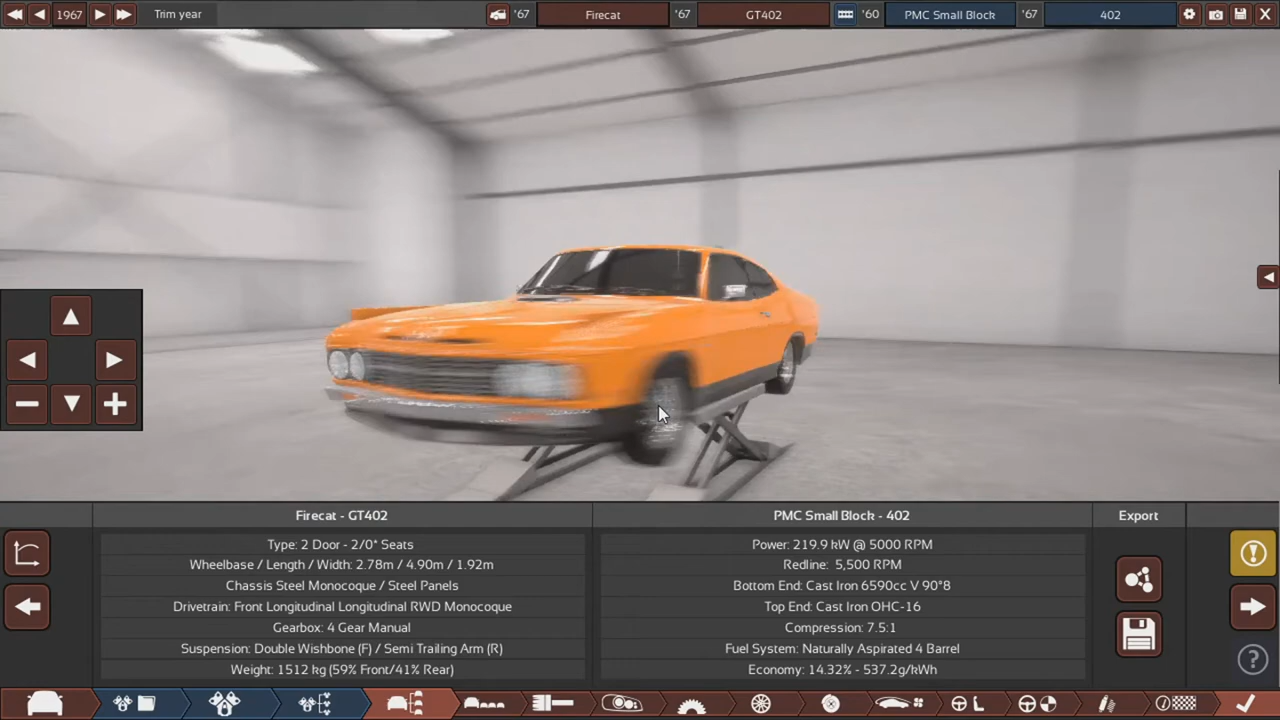 1967 Trim year '67 Firecat '67 GT402 '60 PMC Small Block '67 402
Firecat - GT402
Type: 2 Door - 2/0* Seats
Wheelbase / Length / Width: 2.78m / 4.90m / 1.92m
Chassis Steel Monocoque / Steel Panels
Drivetrain: Front Longitudinal Longitudinal RWD Monocoque
Gearbox: 4 Gear Manual
Suspension: Double Wishbone (F) / Semi Trailing Arm (R)
Weight: 1512 kg (59% Front/41% Rear)
PMC Small Block - 402
Power: 219.9 kW @ 5000 RPM
Redline: 5,500 RPM
Bottom End: Cast Iron 6590cc V 90°8
Top End: Cast Iron OHC-16
Compression: 7.5:1
Fuel System: Naturally Aspirated 4 Barrel
Economy: 14.32% - 537.2g/kWh
Export